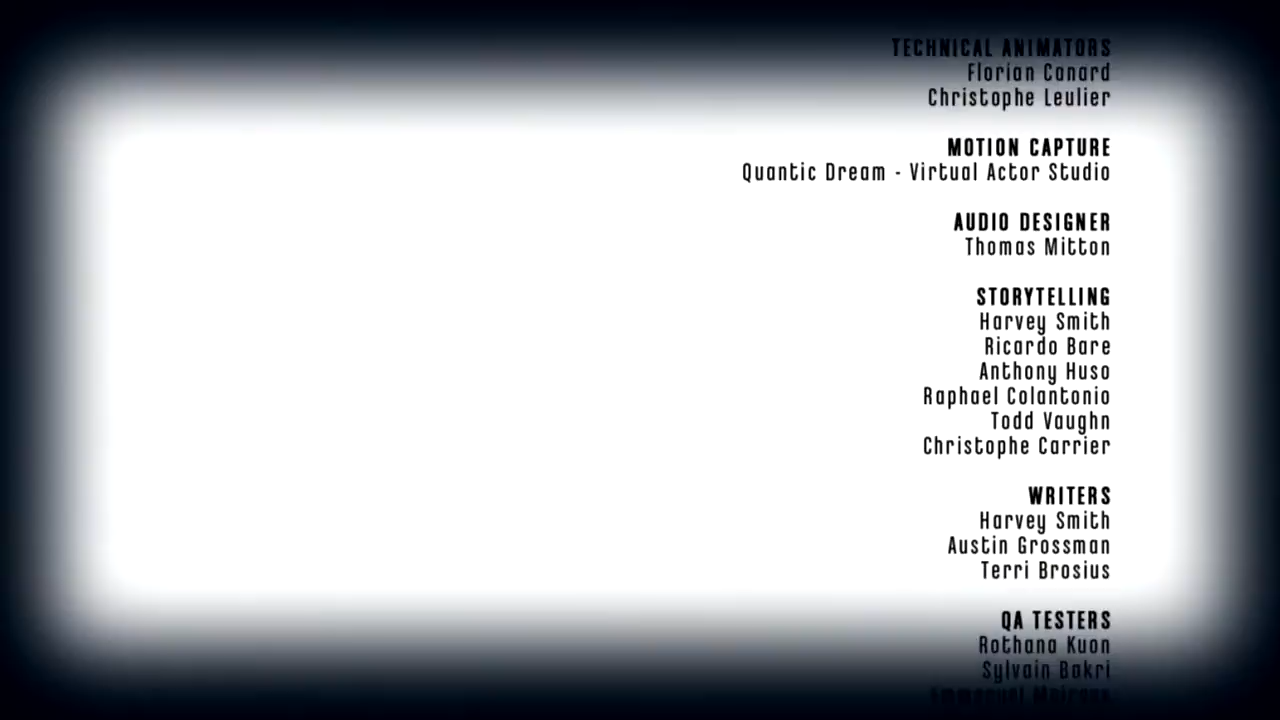 TECHNICAL ANIMATORS
Florian Canard
Christophe Leulier
MOTION CAPTURE
Quantic Dream - Virtual Actor Studio
AUDIO DESIGNER
Thomas Mitton
STORYTELLING
Harvey Smith
Ricardo Bare
Anthony Huso
Raphael Colantonio
Todd Vaughn
Christophe Carrier
WRITERS
Harvey Smith
Austin Grossman
Terri Brosius
QA TESTERS
Rothana Kuon
Sylvain Bakri
Emmanuel